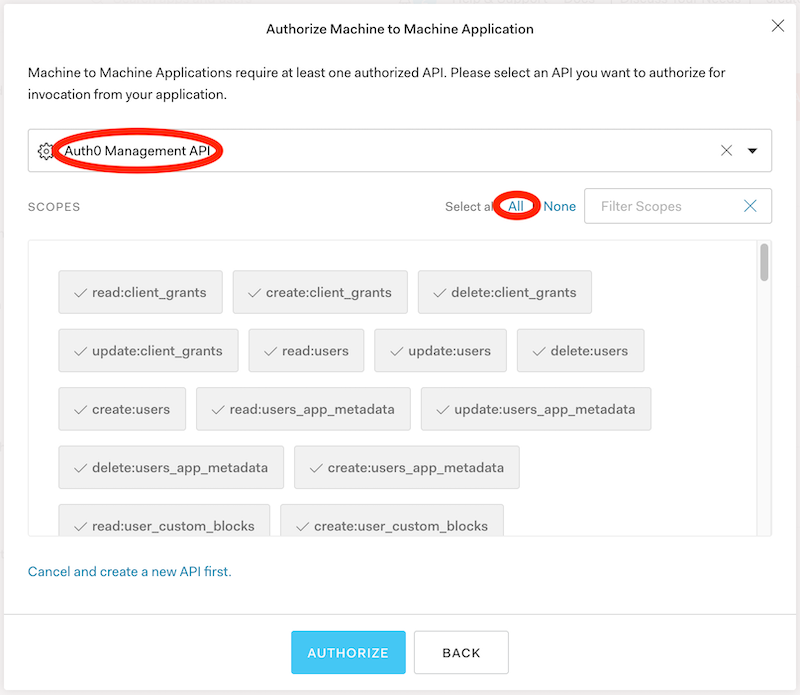 Authorize Machine to Machine Application
Machine to Machine Applications require at least one authorized API. Please select an API you want to authorize for
invocation from your application.
Auth0 Management API
SCOPES
Select All None
Filter Scopes
read:client_grants create:client_grants delete:client_grants
update:client_grants read:users update:users delete:users
create:users read:users_app_metadata update:users_app_metadata
delete:users_app_metadata create:users_app_metadata
read:user_custom_blocks create:user_custom_blocks
Cancel and create a new API first.
AUTHORIZE BACK